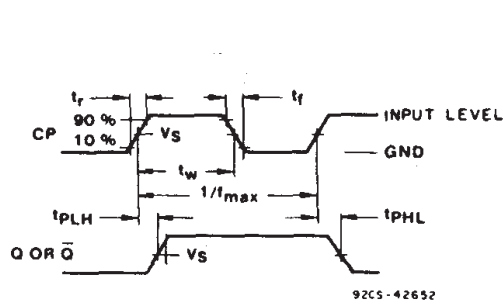 tr
tf
90 %
INPUT LEVEL
CP
VS
10 %
GND
tw
1/fmax
tPLH
tPHL
Q OR Q̅
VS
92CS-42652